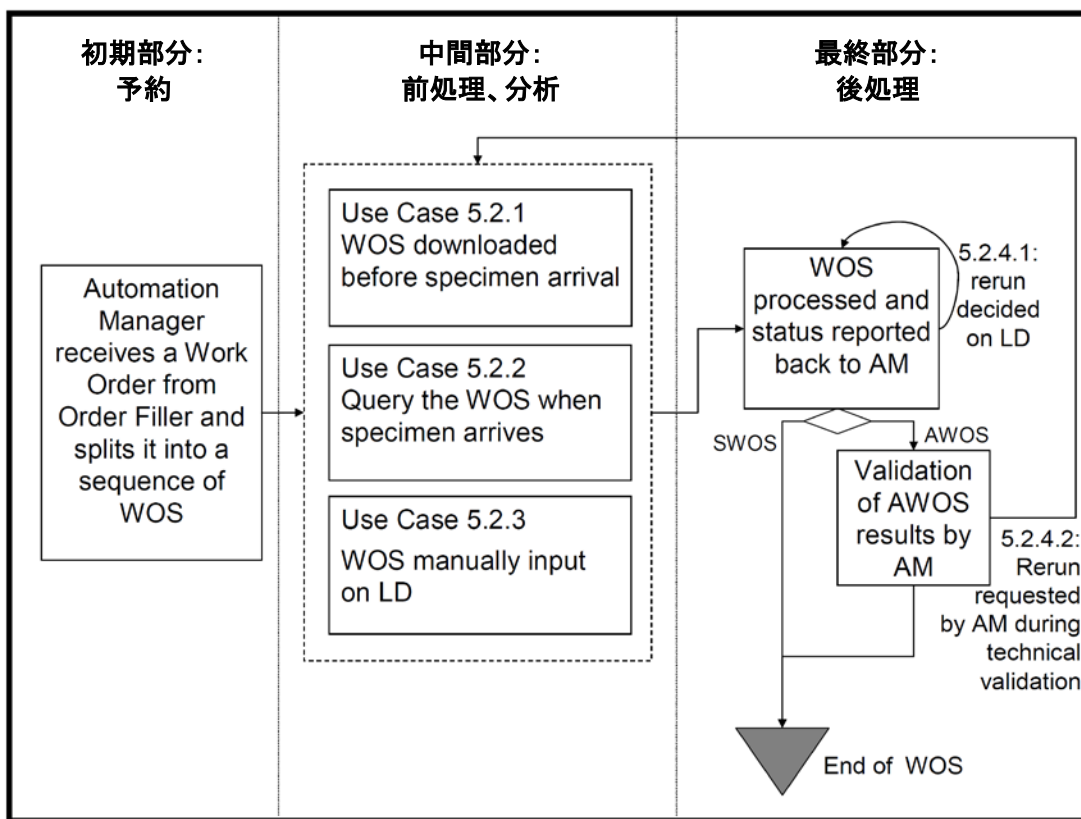 初期部分：
予約
中間部分：
前処理、分析
最終部分：
後処理
Automation
Manager
receives a Work
Order from
Order Filler and
splits it into a
sequence of
WOS
Use Case 5.2.1
WOS downloaded
before specimen arrival
Use Case 5.2.2
Query the WOS when
specimen arrives
Use Case 5.2.3
WOS manually input
on LD
WOS
processed and
status reported
back to AM
5.2.4.1:
rerun
decided
on LD
SWOS
AWOS
Validation
of AWOS
results by
AM
5.2.4.2:
Rerun
requested
by AM during
technical
validation
End of WOS